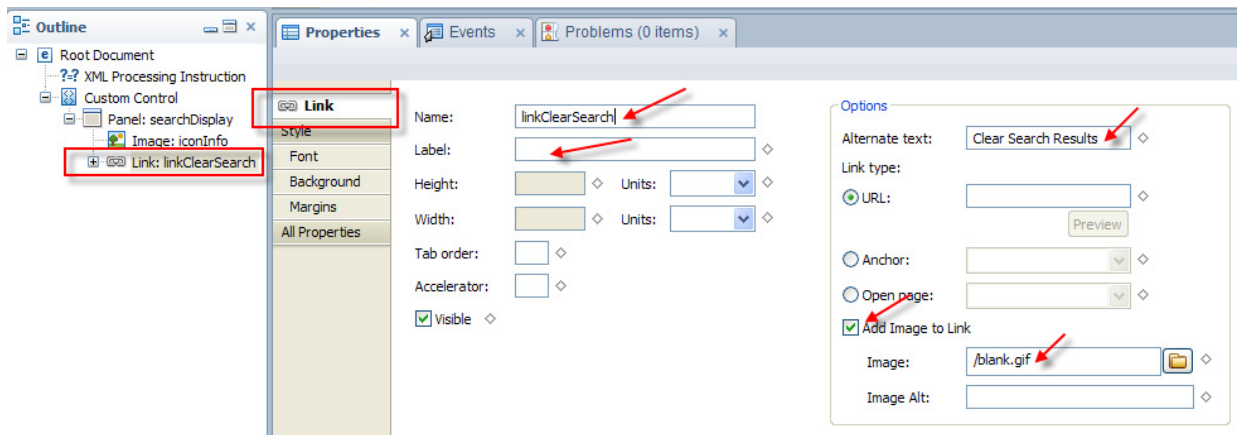 Outline
Root Document
?=? XML Processing Instruction
Custom Control
Panel: searchDisplay
Image: iconInfo
Link: linkClearSearch
Properties
Events
Problems (0 items)
Link
Style
Font
Background
Margins
All Properties
Name: linkClearSearch
Label:
Height: Units:
Width: Units:
Tab order:
Accelerator:
Visible
Options
Alternate text: Clear Search Results
Link type:
URL:
Preview
Anchor:
Open page:
Add Image to Link
Image: /blank.gif
Image Alt: